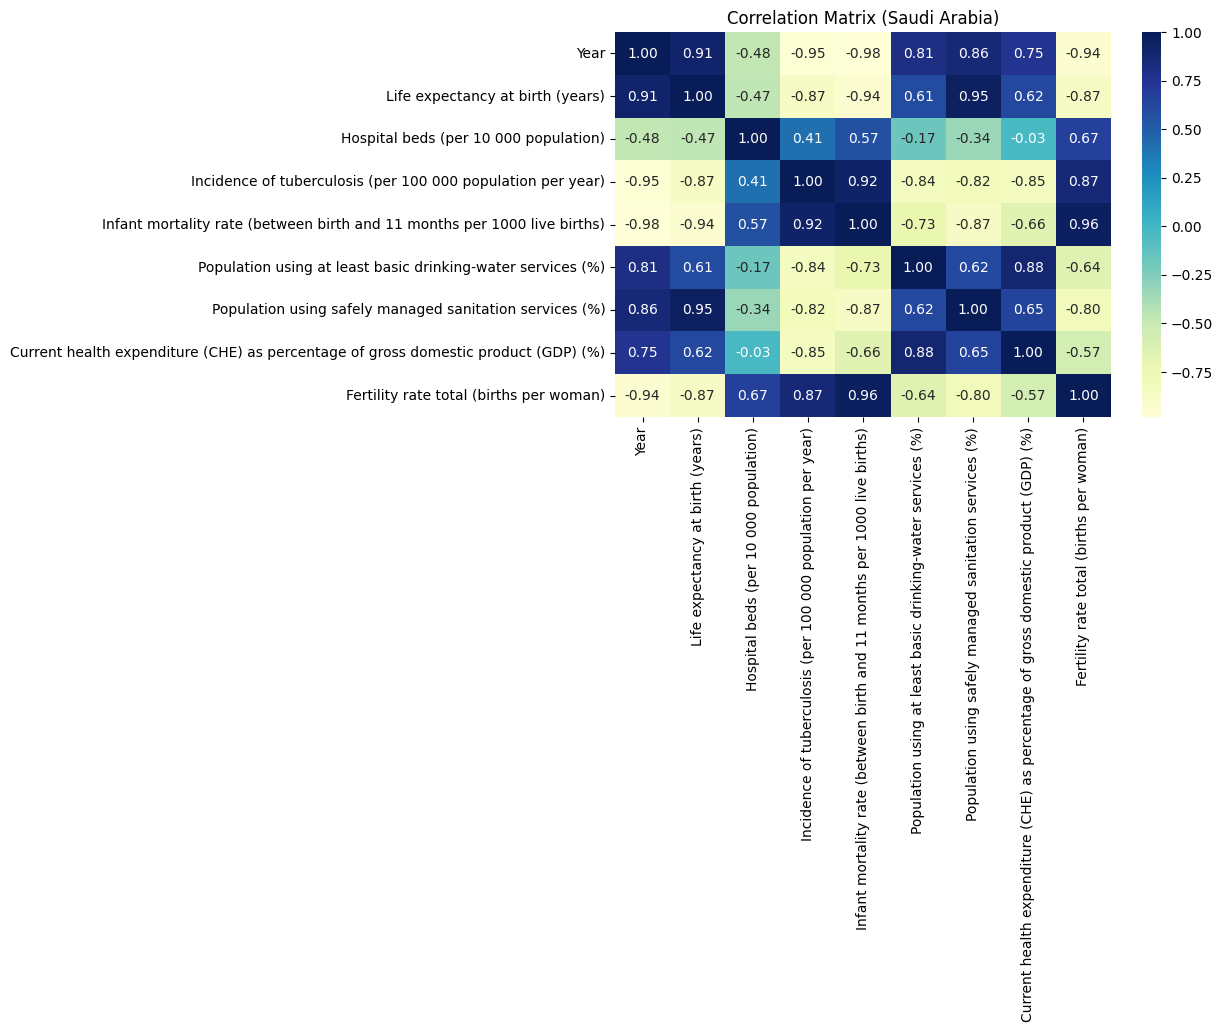 Correlation Matrix (Saudi Arabia)
Year 1.00 0.91 -0.48 -0.95 -0.98 0.81 0.86 0.75 -0.94
Life expectancy at birth (years) 0.91 1.00 -0.47 -0.87 -0.94 0.61 0.95 0.62 -0.87
Hospital beds (per 10 000 population) -0.48 -0.47 1.00 0.41 0.57 -0.17 -0.34 -0.03 0.67
Incidence of tuberculosis (per 100 000 population per year) -0.95 -0.87 0.41 1.00 0.92 -0.84 -0.82 -0.85 0.87
Infant mortality rate (between birth and 11 months per 1000 live births) -0.98 -0.94 0.57 0.92 1.00 -0.73 -0.87 -0.66 0.96
Population using at least basic drinking-water services (%) 0.81 0.61 -0.17 -0.84 -0.73 1.00 0.62 0.88 -0.64
Population using safely managed sanitation services (%) 0.86 0.95 -0.34 -0.82 -0.87 0.62 1.00 0.65 -0.80
Current health expenditure (CHE) as percentage of gross domestic product (GDP) (%) 0.75 0.62 -0.03 -0.85 -0.66 0.88 0.65 1.00 -0.57
Fertility rate total (births per woman) -0.94 -0.87 0.67 0.87 0.96 -0.64 -0.80 -0.57 1.00
Year
Life expectancy at birth (years)
Hospital beds (per 10 000 population)
Incidence of tuberculosis (per 100 000 population per year)
Infant mortality rate (between birth and 11 months per 1000 live births)
Population using at least basic drinking-water services (%)
Population using safely managed sanitation services (%)
Current health expenditure (CHE) as percentage of gross domestic product (GDP) (%)
Fertility rate total (births per woman)
1.00
0.75
0.50
0.25
0.00
−0.25
−0.50
−0.75